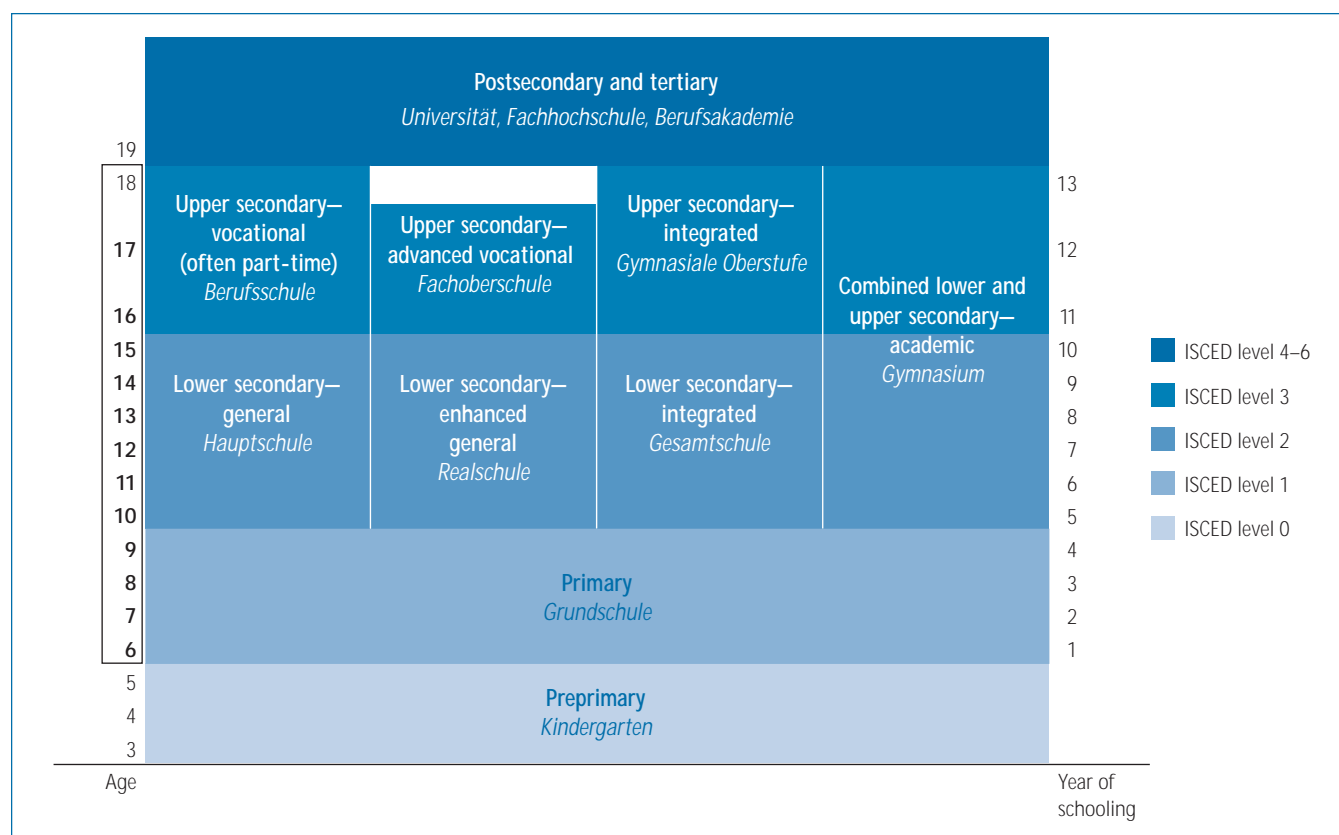 Postsecondary and tertiary
Universität, Fachhochschule, Berufsakademie
19
18
17
16
15
14
13
12
11
10
9
8
7
6
5
4
3
Age
Upper secondary—
vocational
(often part-time)
Berufsschule
Upper secondary—
advanced vocational
Fachoberschule
Upper secondary—
integrated
Gymnasiale Oberstufe
Combined lower and
upper secondary—
academic
Gymnasium
Lower secondary—
general
Hauptschule
Lower secondary—
enhanced
general
Realschule
Lower secondary—
integrated
Gesamtschule
Primary
Grundschule
Preprimary
Kindergarten
13
12
11
10
9
8
7
6
5
4
3
2
1
Year of
schooling
ISCED level 4–6
ISCED level 3
ISCED level 2
ISCED level 1
ISCED level 0